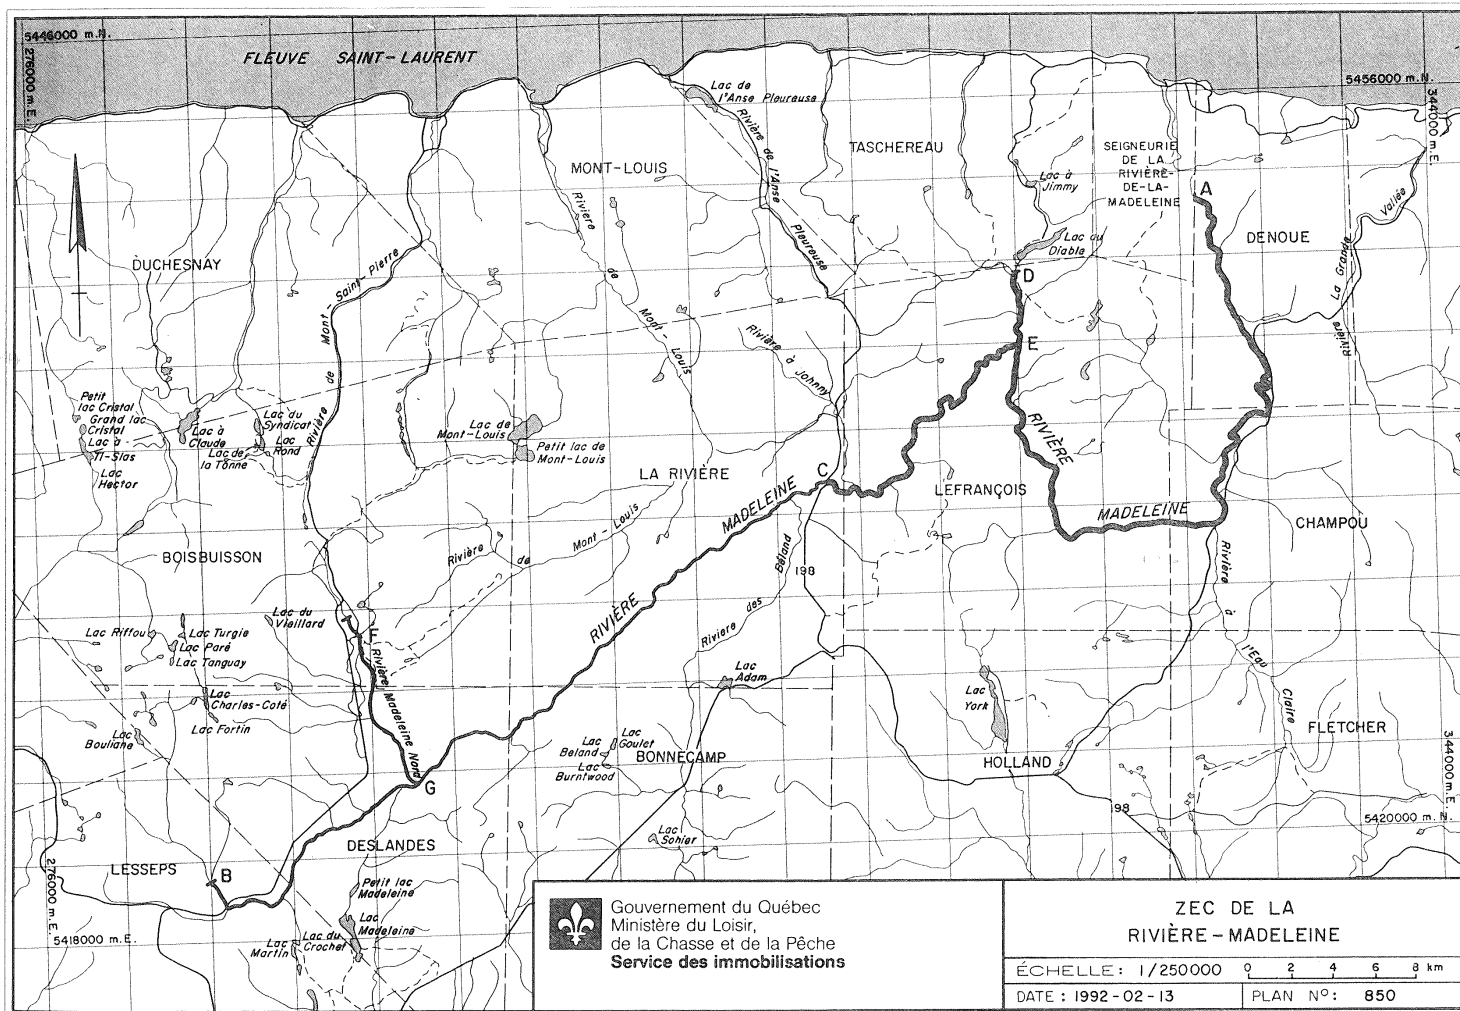 5446000 m.N.
276000 m.E.
FLEUVE SAINT-LAURENT
5456000 m.N.
344000 m.E.
Lac de
l'Anse Pleureuse
Rivière de l'Anse
Pleureuse
MONT-LOUIS
TASCHEREAU
SEIGNEURIE
DE LA
RIVIÈRE-
DE-LA-
MADELEINE
Lac à
Jimmy
A
Vallée
La Grande
Rivière
DENOUE
Lac du
Diable
D
E
DUCHESNAY
Rivière de Mont-Saint-Pierre
Rivière de Mont-Louis
Rivière à Johnny
Petit
lac Cristal
Grand lac
Cristal
Lac à
Ti-Slas
Lac
Hector
Lac à
Claude
Lac du
Syndicat
Lac
Rond
Lac de
la Tonne
Lac de
Mont-Louis
Petit lac de
Mont-Louis
LA RIVIÈRE
C
RIVIÈRE
MADELEINE
LEFRANÇOIS
RIVIÈRE
MADELEINE
CHAMPOU
BOISBUISSON
Rivière de Mont-Louis
Rivière des Béland
198
Rivière à l'Eau Claire
Lac du
Vieillard
Lac Riffou
Lac Turgie
Lac Paré
Lac Tanguay
F
Rivière Madeleine Nord
Lac
Charles-Coté
Lac Fortin
Lac
Bouliane
Lac
Adam
Lac
York
Lac
Goulet
Lac
Beland
Lac
Burntwood
BONNECAMP
HOLLAND
FLETCHER
344000 m.E.
G
198
5420000 m.N.
Lac
Sohier
DESLANDES
LESSEPS
B
Petit lac
Madeleine
Lac
Madeleine
Lac du
Crochet
Lac
Martin
276000 m.E.
5418000 m.E.
Gouvernement du Québec
Ministère du Loisir,
de la Chasse et de la Pêche
Service des immobilisations
ZEC DE LA
RIVIÈRE-MADELEINE
ÉCHELLE: 1/250000 0 2 4 6 8 km
DATE: 1992-02-13 PLAN Nº: 850